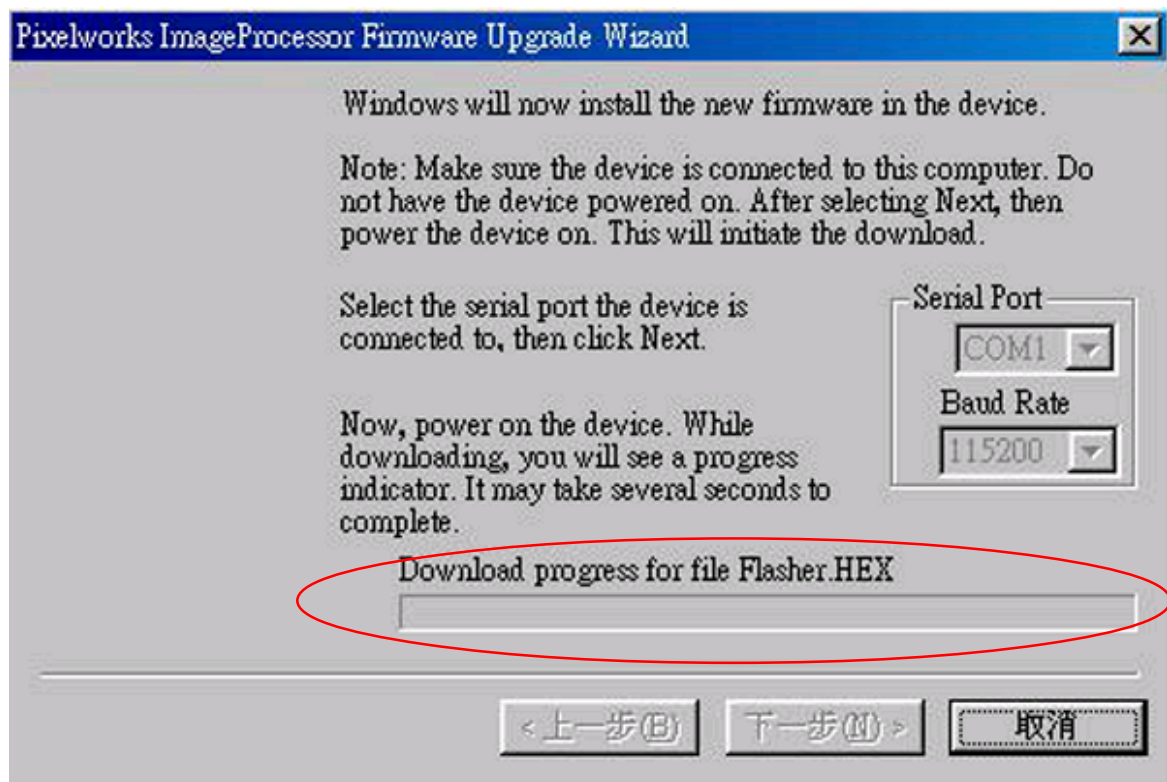 Pixelworks ImageProcessor Firmware Upgrade Wizard
Windows will now install the new firmware in the device.
Note: Make sure the device is connected to this computer. Do
not have the device powered on. After selecting Next, then
power the device on. This will initiate the download.
Select the serial port the device is
connected to, then click Next.
Serial Port
COM1
Baud Rate
115200
Now, power on the device. While
downloading, you will see a progress
indicator. It may take several seconds to
complete.
Download progress for file Flasher.HEX
<上一步(B)
下一步(N)>
取消